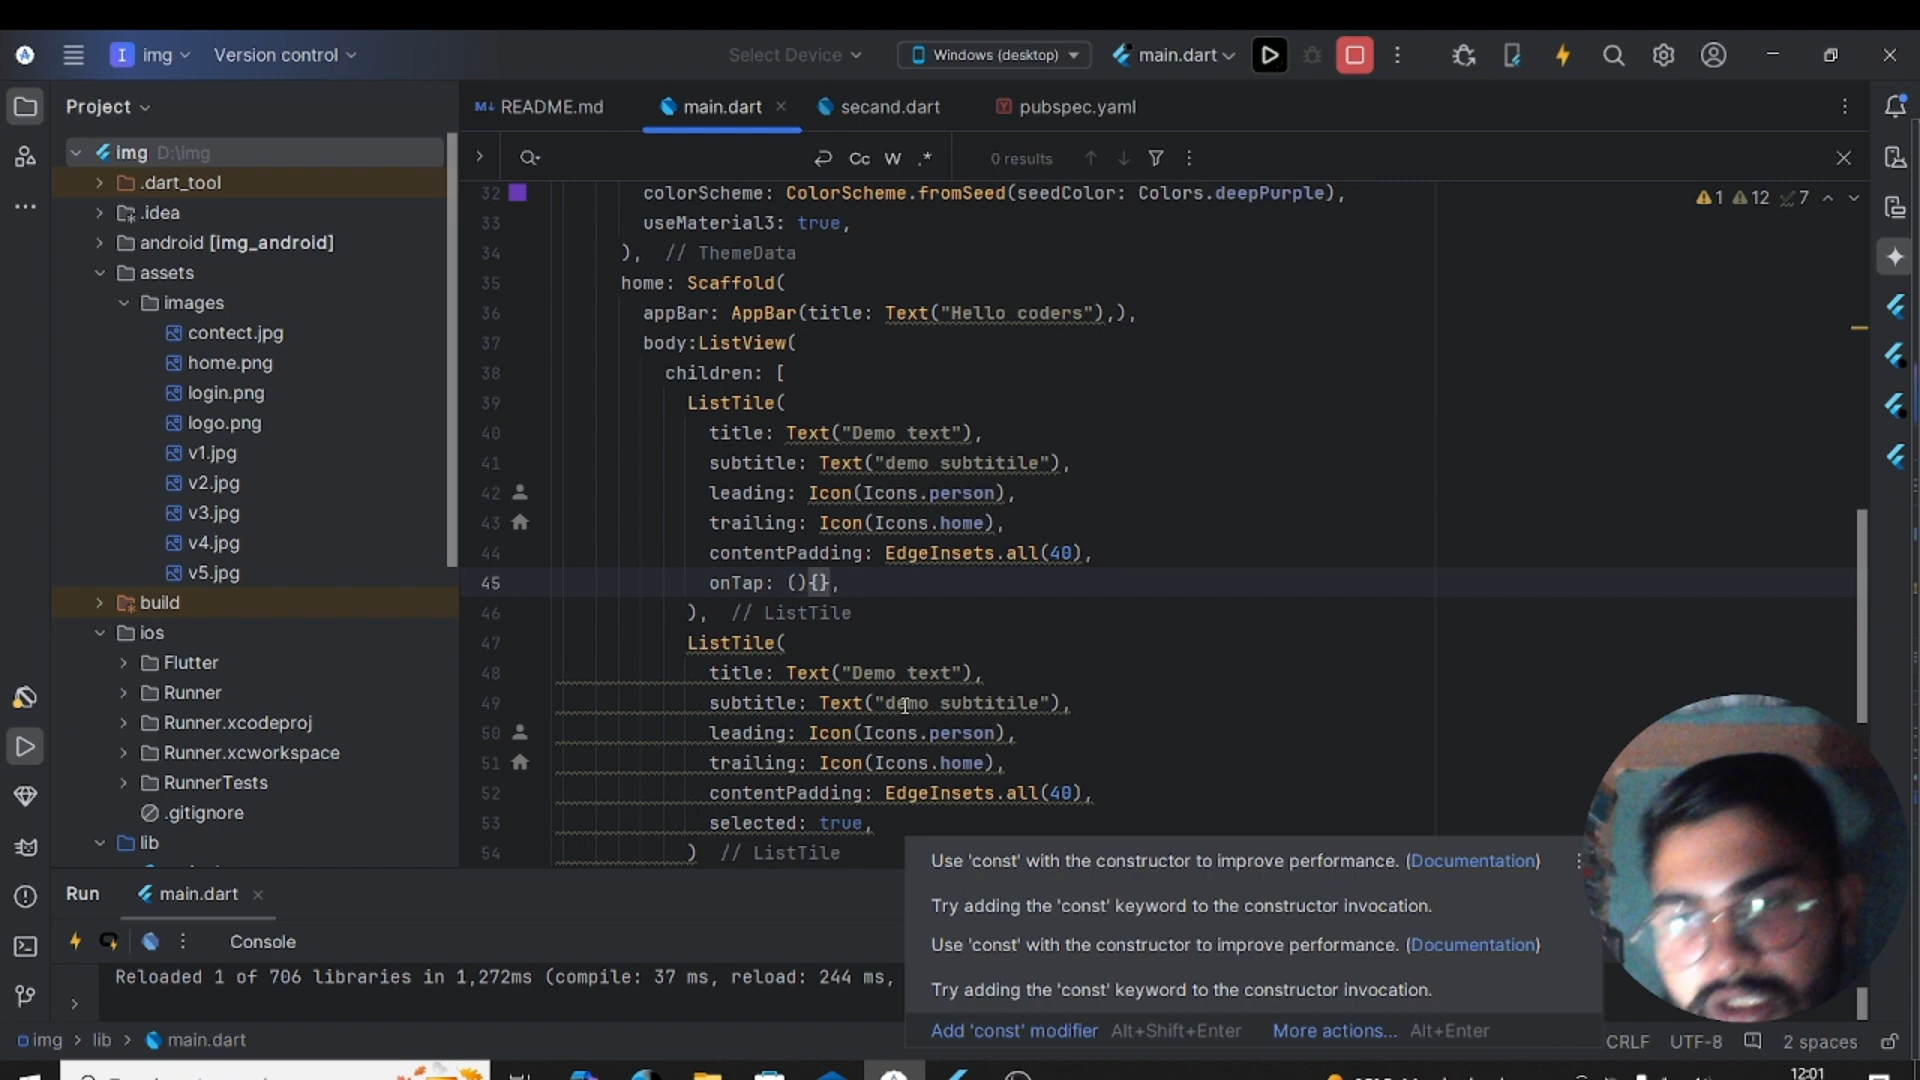 I img Version control Select Device Windows (desktop) main.dart
Project README.md main.dart secand.dart pubspec.yaml
Cc W .* 0 results
img D:\img
.dart_tool
.idea
android [img_android]
assets
images
contect.jpg
home.png
login.png
logo.png
v1.jpg
v2.jpg
v3.jpg
v4.jpg
v5.jpg
build
ios
Flutter
Runner
Runner.xcodeproj
Runner.xcworkspace
RunnerTests
.gitignore
lib
1 12 7
32 colorScheme: ColorScheme.fromSeed(seedColor: Colors.deepPurple),
33 useMaterial3: true,
34 ), // ThemeData
35 home: Scaffold(
36 appBar: AppBar(title: Text("Hello coders"),),
37 body:ListView(
38 children: [
39 ListTile(
40 title: Text("Demo text"),
41 subtitle: Text("demo subtitile"),
42 leading: Icon(Icons.person),
43 trailing: Icon(Icons.home),
44 contentPadding: EdgeInsets.all(40),
45 onTap: (){},
46 ), // ListTile
47 ListTile(
48 title: Text("Demo text"),
49 subtitle: Text("demo subtitile"),
50 leading: Icon(Icons.person),
51 trailing: Icon(Icons.home),
52 contentPadding: EdgeInsets.all(40),
53 selected: true,
54 ) // ListTile
Use 'const' with the constructor to improve performance. (Documentation)
Try adding the 'const' keyword to the constructor invocation.
Use 'const' with the constructor to improve performance. (Documentation)
Try adding the 'const' keyword to the constructor invocation.
Add 'const' modifier Alt+Shift+Enter More actions... Alt+Enter
Run main.dart
Console
Reloaded 1 of 706 libraries in 1,272ms (compile: 37 ms, reload: 244 ms,
img > lib > main.dart CRLF UTF-8 2 spaces
12:01